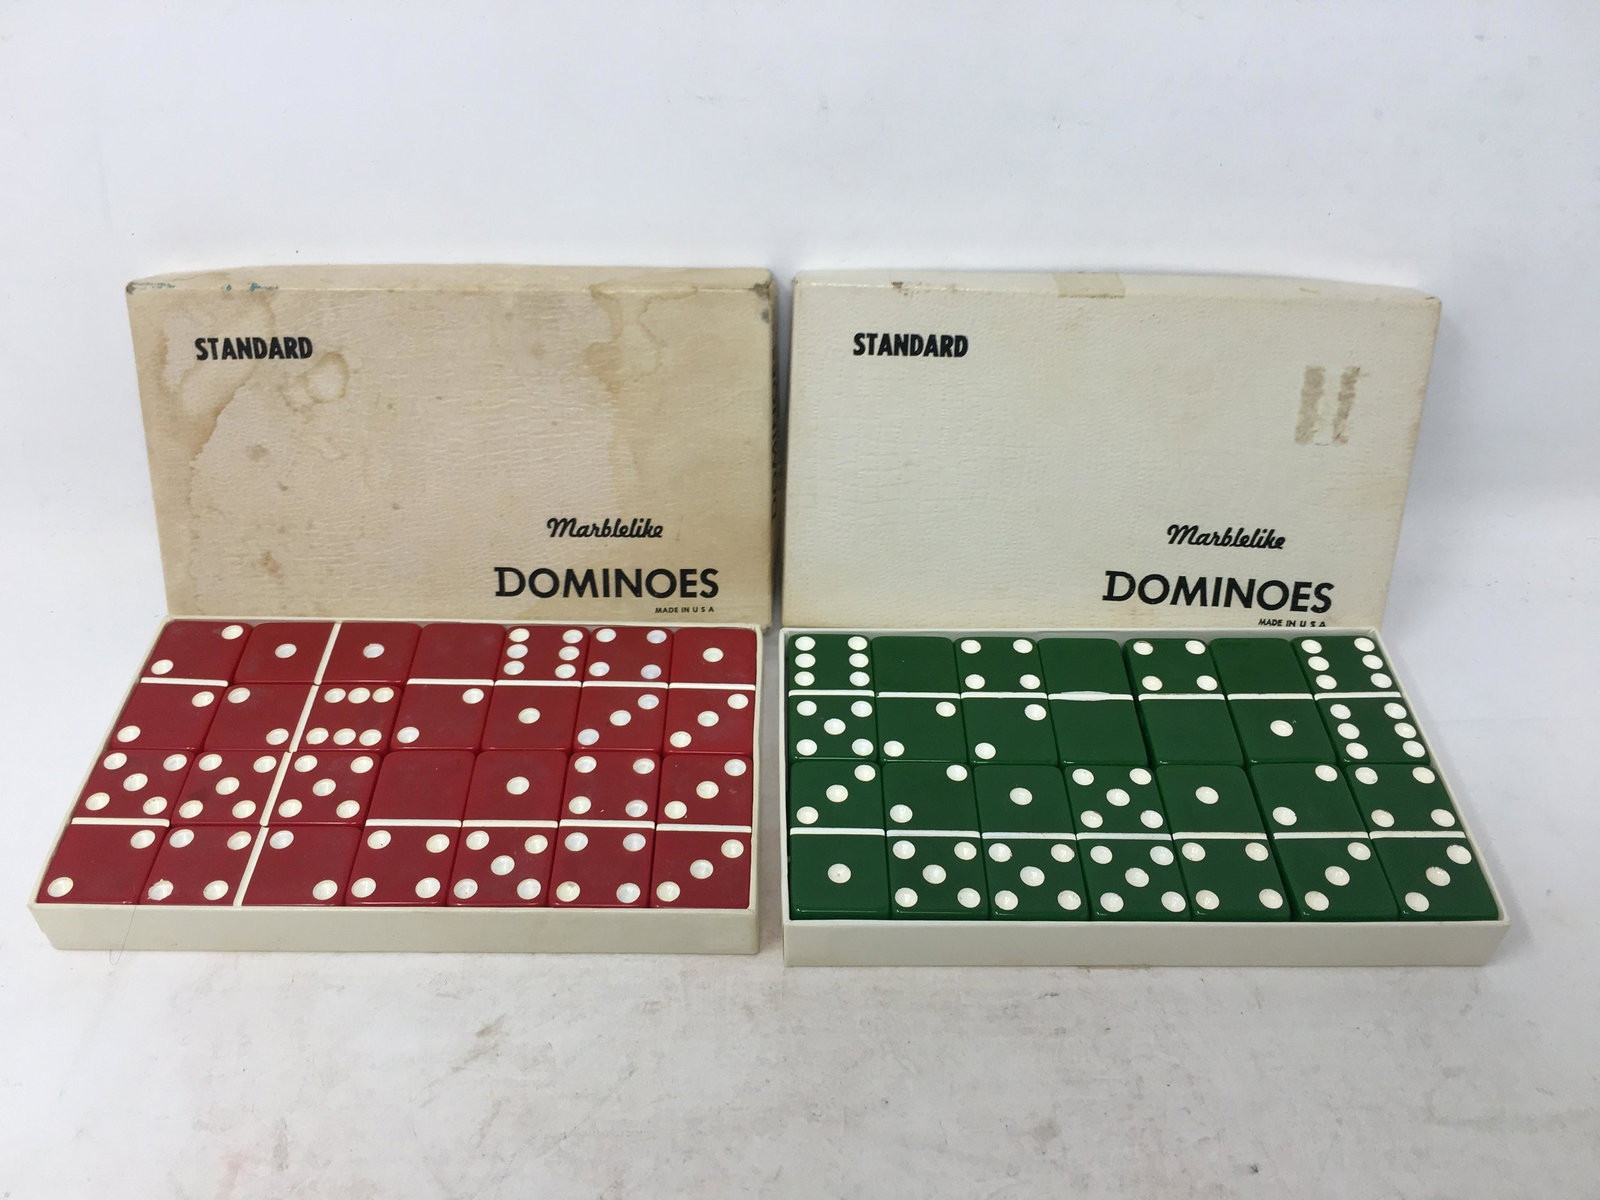 STANDARD
Marblelike
DOMINOES
MADE IN U S A
STANDARD
Marblelike
DOMINOES
MADE IN U S A